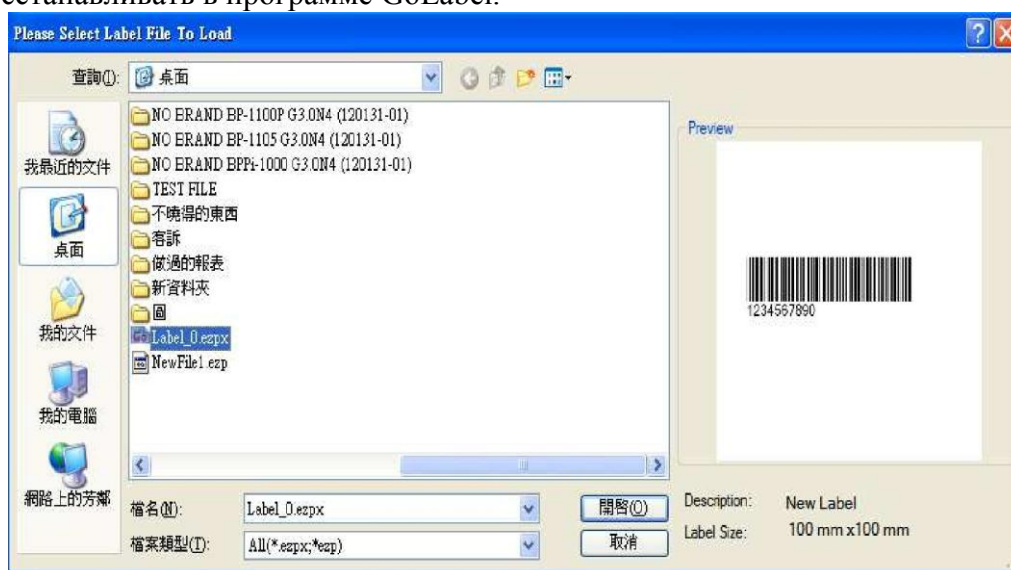 сстанавливать в программе GoLabel.
Please Select Label File To Load
查詢(I):
桌面
NO BRAND BP-1100P G3.0N4 (120131-01)
NO BRAND BP-1105 G3.0N4 (120131-01)
NO BRAND BPPi-1000 G3.0N4 (120131-01)
TEST FILE
不曉得的東西
客訴
做過的報表
新資料夾
圖
Label_0.ezpx
NewFile1.ezp
我最近的文件
桌面
我的文件
我的電腦
網路上的芳鄰
檔名(N):
Label_0.ezpx
開啓(O)
檔案類型(T):
All(*.ezpx;*ezp)
取消
Preview
1234567890
Description:
New Label
Label Size:
100 mm x100 mm